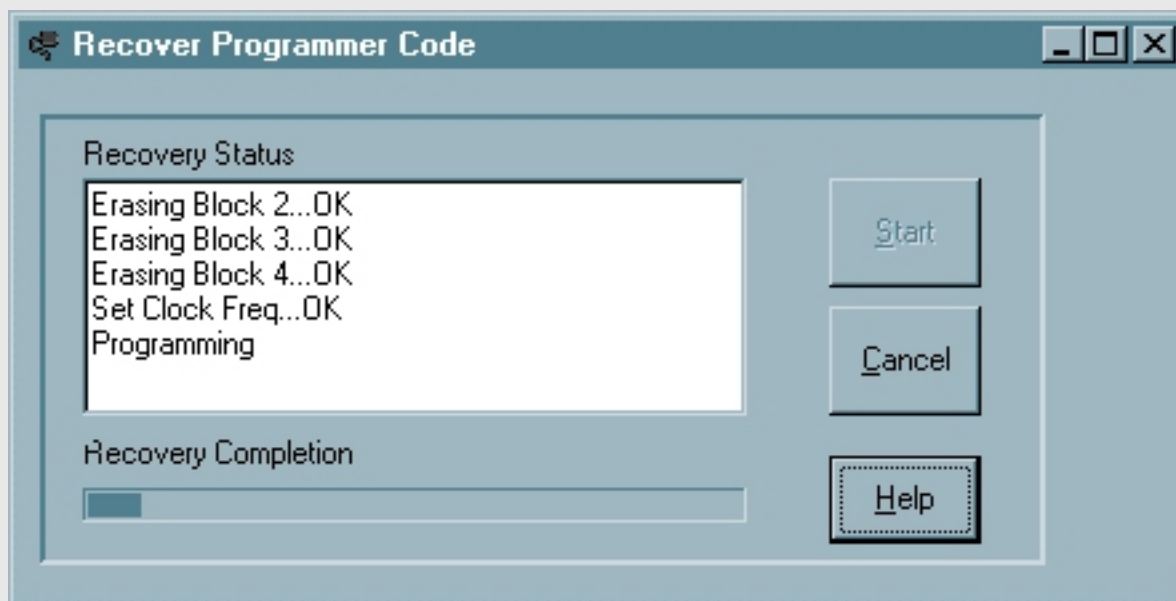 Recover Programmer Code
Recovery Status
Erasing Block 2...OK
Erasing Block 3...OK
Erasing Block 4...OK
Set Clock Freq...OK
Programming
Start
Cancel
Recovery Completion
Help